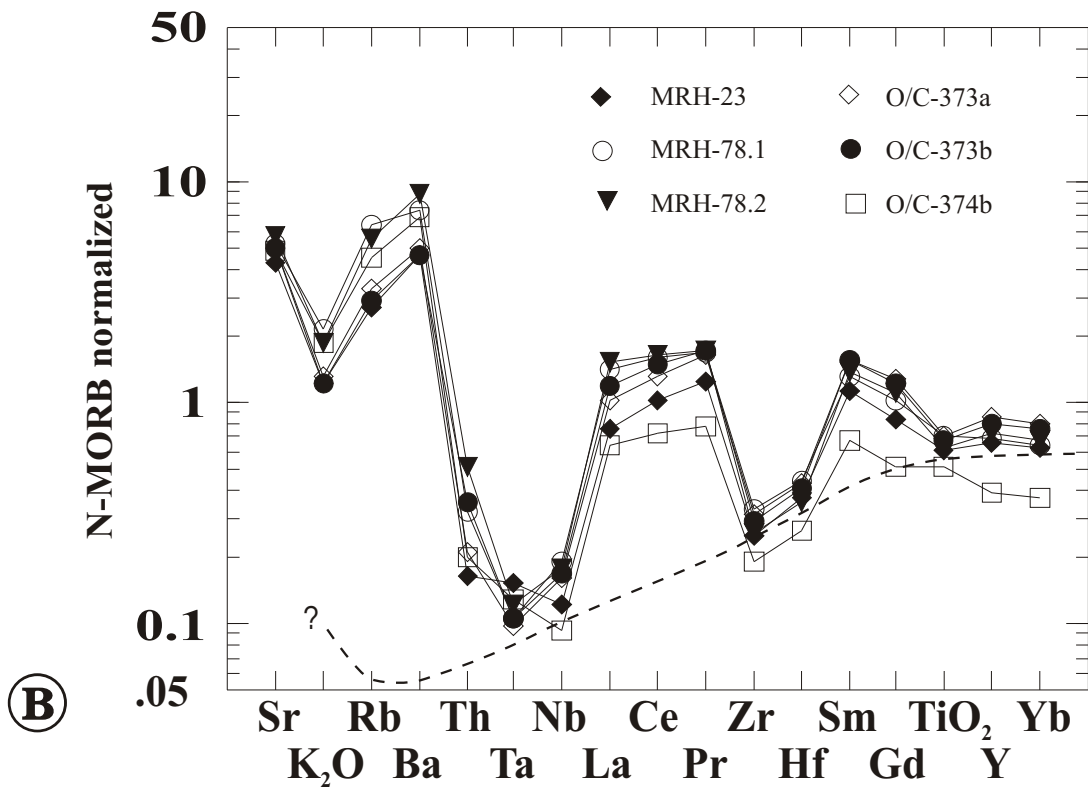 50
10
1
0.1
.05
N-MORB normalized
MRH-23
MRH-78.1
MRH-78.2
O/C-373a
O/C-373b
O/C-374b
?
B
Sr Rb Th Nb Ce Zr Sm TiO₂ Yb
K₂O Ba Ta La Pr Hf Gd Y